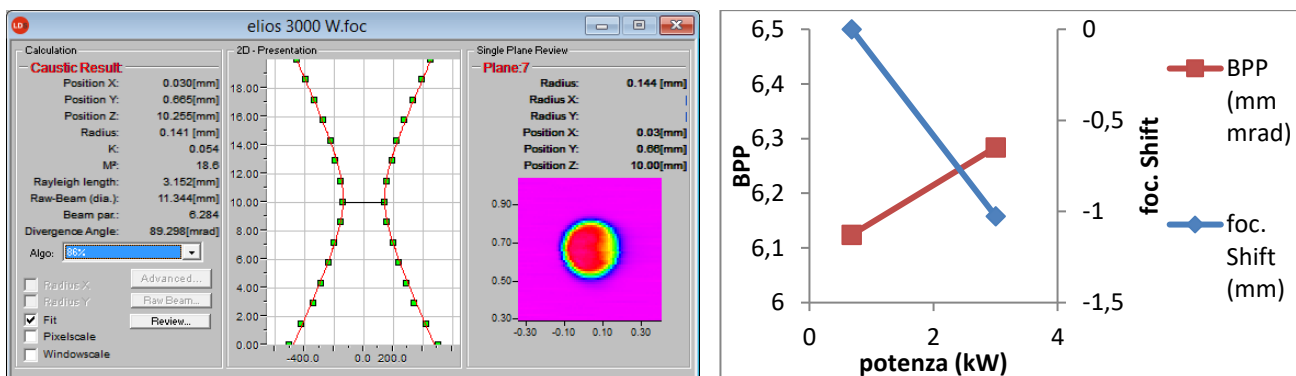 LD
elios 3000 W.foc
Calculation
Caustic Result:
Position X: 0.030[mm]
Position Y: 0.665[mm]
Position Z: 10.255[mm]
Radius: 0.141 [mm]
K: 0.054
M²: 18.6
Rayleigh length: 3.152[mm]
Raw-Beam (dia.): 11.344[mm]
Beam par.: 6.284
Divergence Angle: 89.298[mrad]
Algo: 86%
Radius X
Radius Y
Fit
Pixelscale
Windowscale
Advanced...
Raw Beam...
Review...
2D - Presentation
18.00
16.00
14.00
12.00
10.00
8.00
6.00
4.00
2.00
0.00
-400.0 0.0 200.0
Single Plane Review
Plane:7
Radius: 0.144 [mm]
Radius X:
Radius Y:
Position X: 0.03[mm]
Position Y: 0.66[mm]
Position Z: 10.00[mm]
0.90
0.70
0.50
0.30
-0.30 -0.10 0.10 0.30
BPP
6,5
6,4
6,3
6,2
6,1
6
0 2 4
potenza (kW)
0
-0,5
-1
-1,5
foc. Shift
BPP
(mm
mrad)
foc.
Shift
(mm)